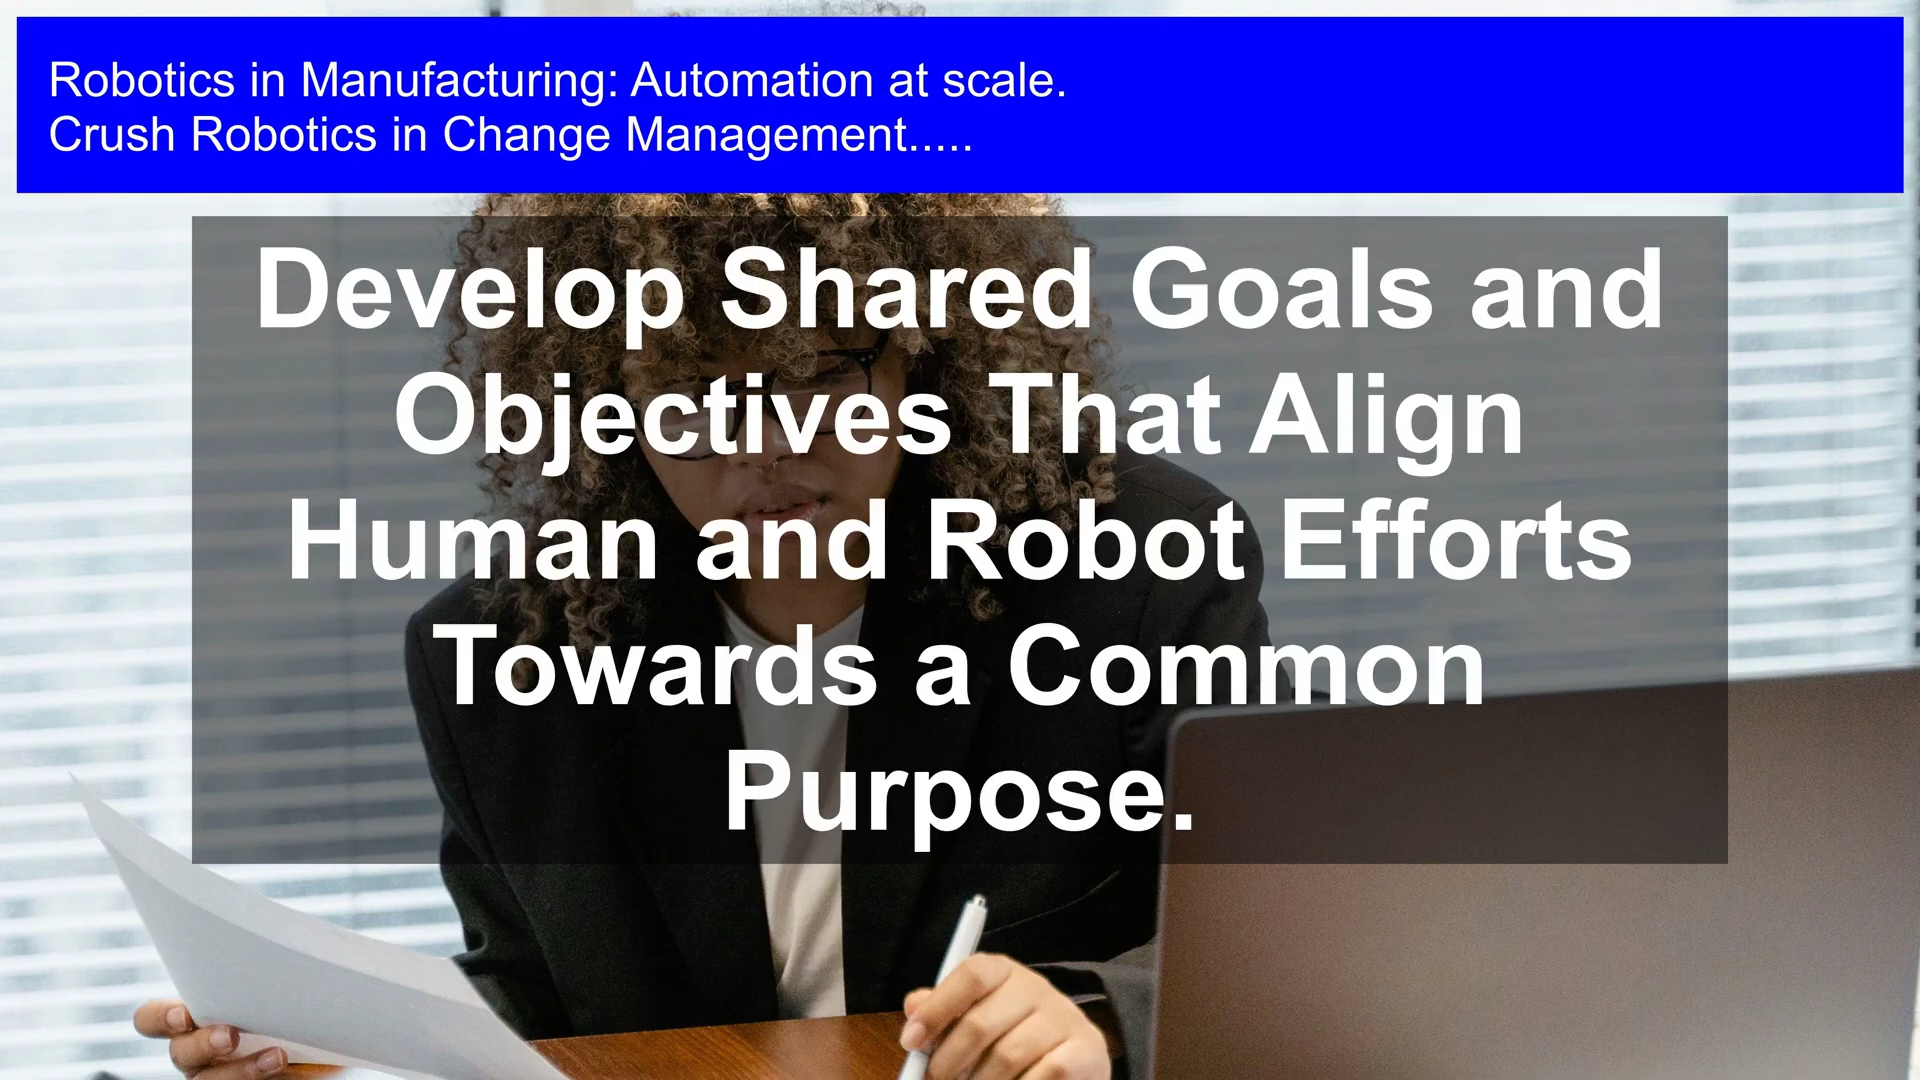 Robotics in Manufacturing: Automation at scale.
Crush Robotics in Change Management.....
Develop Shared Goals and
Objectives That Align
Human and Robot Efforts
Towards a Common
Purpose.